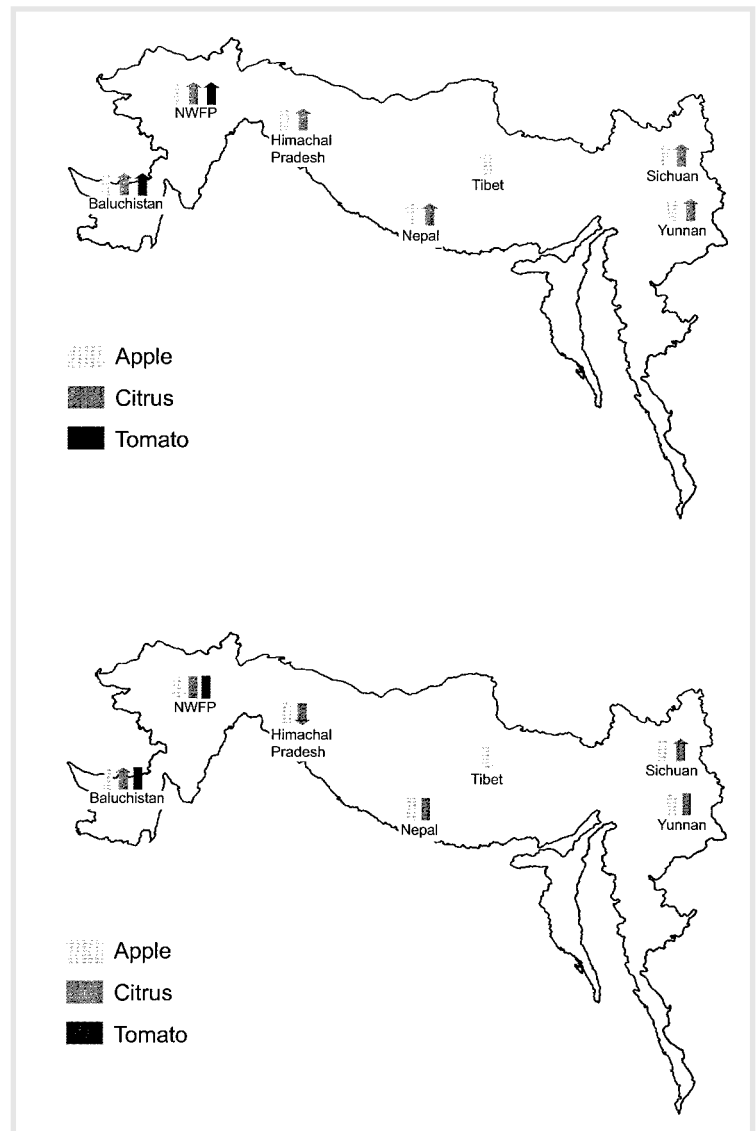 NWFP
Himachal
Pradesh
Tibet
Sichuan
Baluchistan
Nepal
Yunnan
Apple
Citrus
Tomato
NWFP
Himachal
Pradesh
Tibet
Sichuan
Baluchistan
Nepal
Yunnan
Apple
Citrus
Tomato